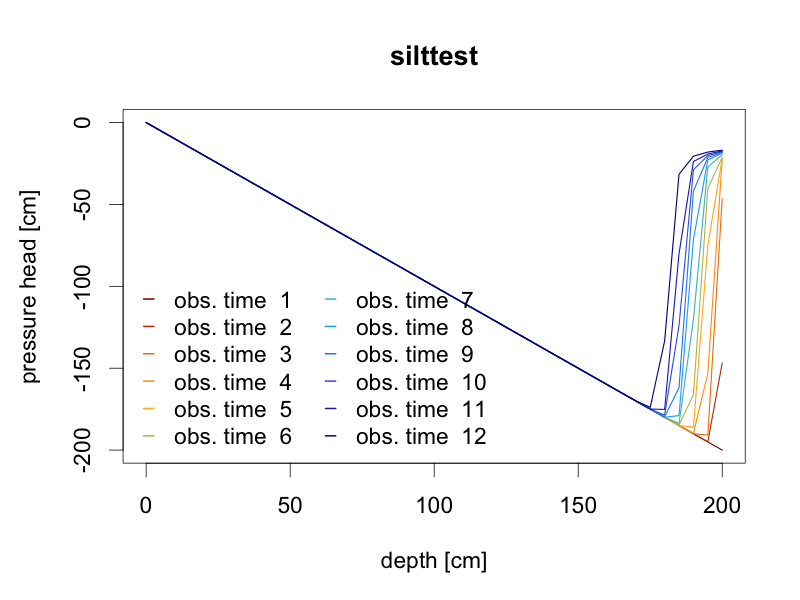 silttest
pressure head [cm]
0
-50
-100
-150
-200
obs. time 1
obs. time 2
obs. time 3
obs. time 4
obs. time 5
obs. time 6
obs. time 7
obs. time 8
obs. time 9
obs. time 10
obs. time 11
obs. time 12
0 50 100 150 200
depth [cm]